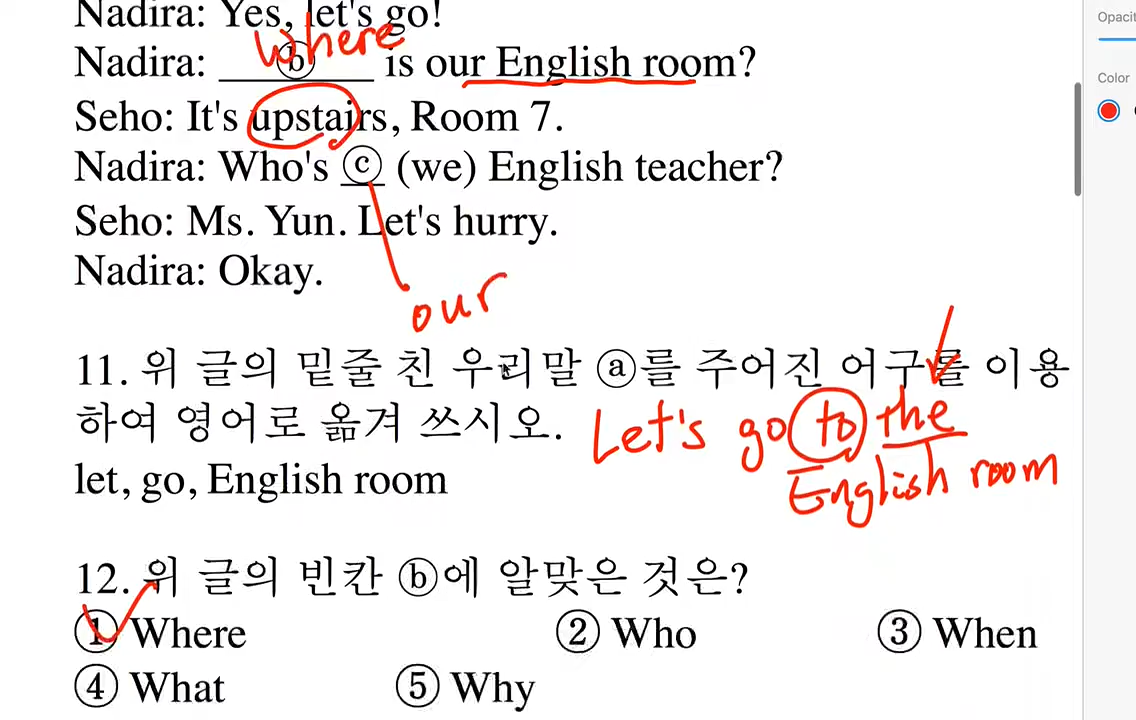 Nadira: Yes, let's go!
where
Nadira: ⓑ is our English room?
Seho: It's upstairs, Room 7.
Nadira: Who's ⓒ (we) English teacher?
Seho: Ms. Yun. Let's hurry.
Nadira: Okay.
our
11. 위 글의 밑줄 친 우리말 ⓐ를 주어진 어구를 이용
하여 영어로 옮겨 쓰시오.
Let's go to the
English room
let, go, English room
12. 위 글의 빈칸 ⓑ에 알맞은 것은?
① Where ② Who ③ When
④ What ⑤ Why
Color